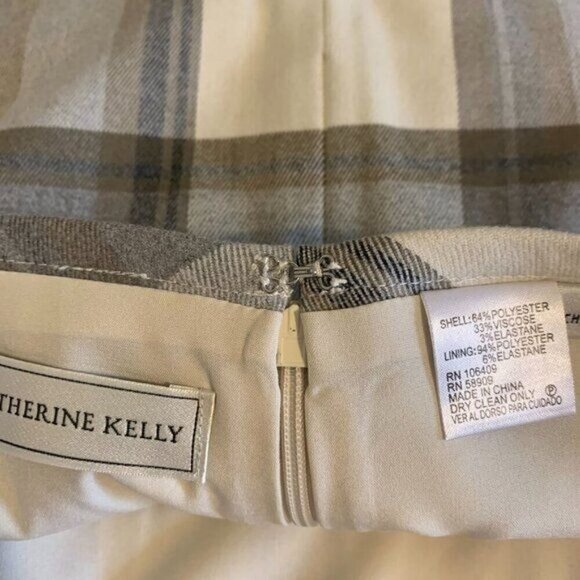 THERINE KELLY
SHELL: 64% POLYESTER
33% VISCOSE
3% ELASTANE
LINING: 94% POLYESTER
6% ELASTANE
RN 106409
RN 58909
MADE IN CHINA
DRY CLEAN ONLY Ⓟ
VER AL DORSO PARA CUIDADO
CH